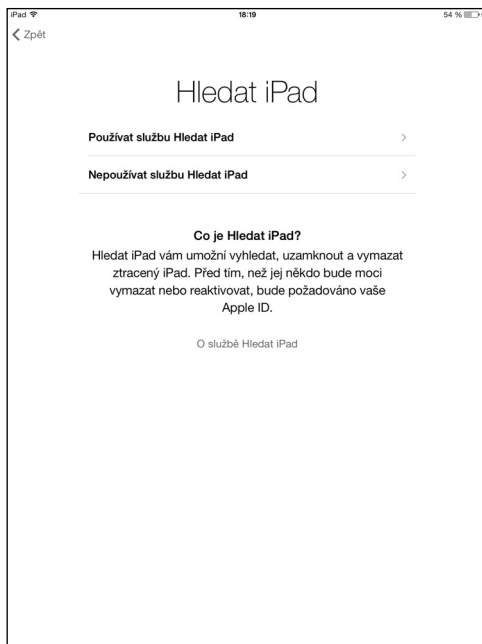 iPad 18:19 54 %
Zpět
Hledat iPad
Používat službu Hledat iPad
Nepoužívat službu Hledat iPad
Co je Hledat iPad?
Hledat iPad vám umožní vyhledat, uzamknout a vymazat
ztracený iPad. Před tím, než jej někdo bude moci
vymazat nebo reaktivovat, bude požadováno vaše
Apple ID.
O službě Hledat iPad